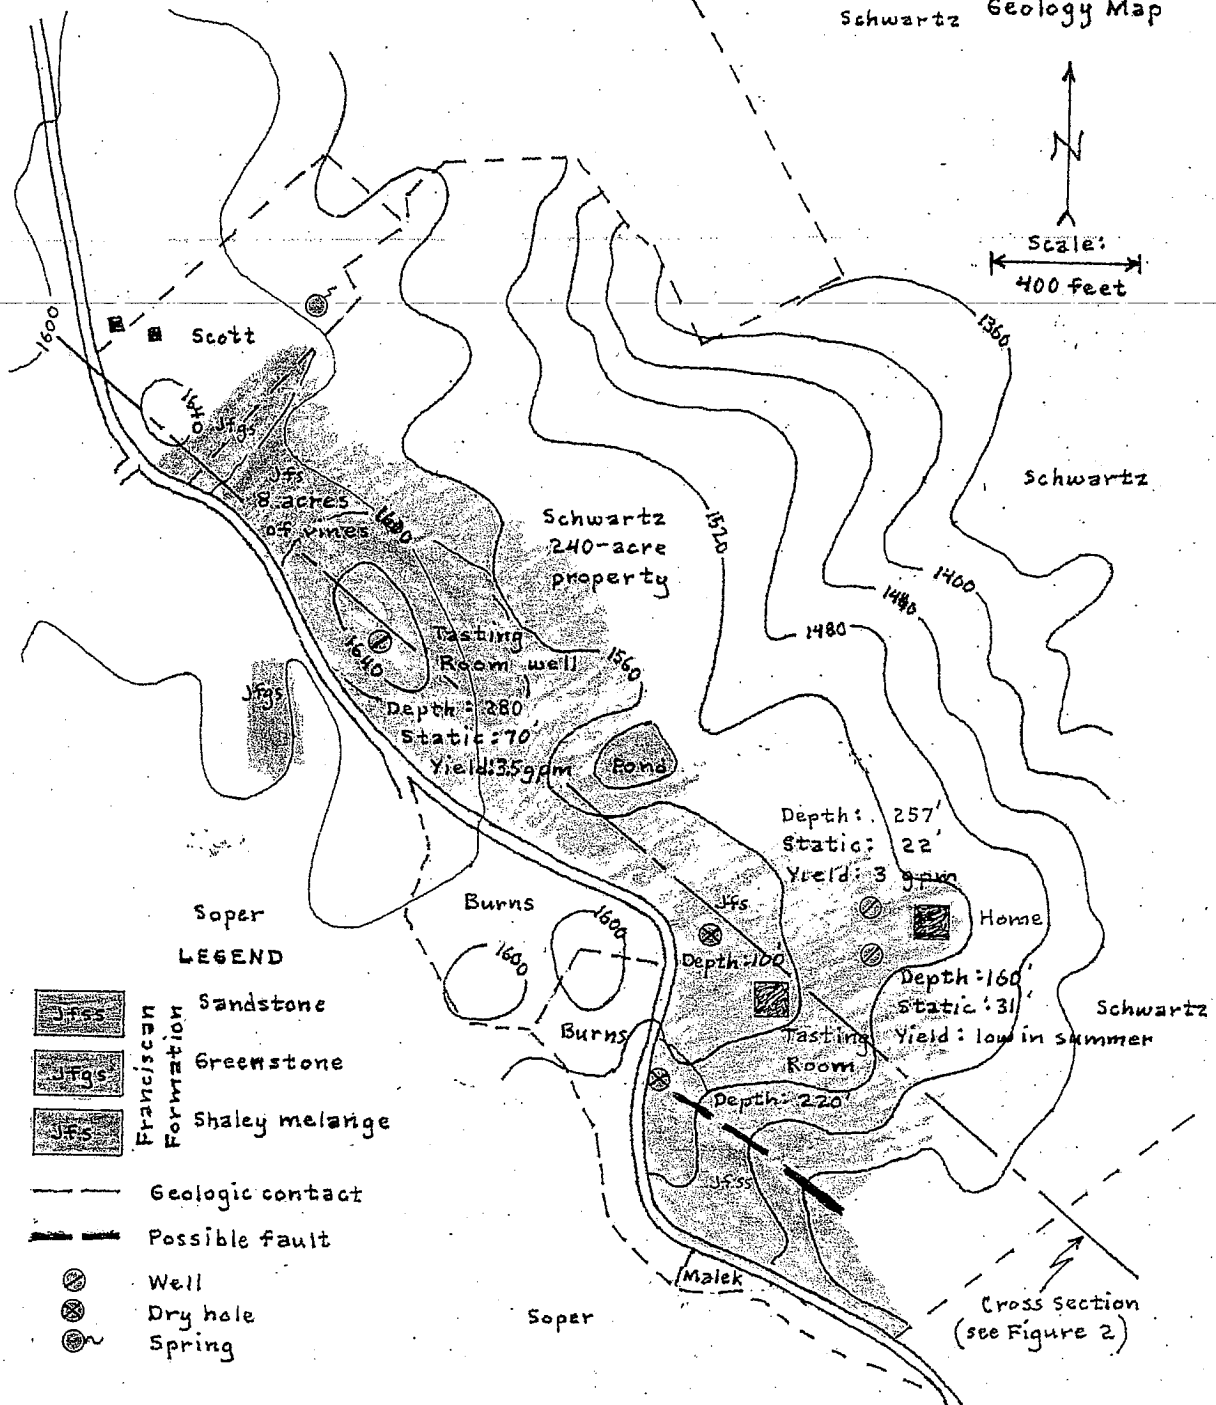 Schwartz Geology Map
N
Scale:
400 feet
1600
Scott
1640
Jfgs
1360
Jfs
8 acres
of vines
1600
Schwartz
240-acre
property
1520
Schwartz
1400
1440
1480
Tasting
Room well
1640
1560
Jfgs
Depth: 280'
Static: 70'
Yield: 35gpm
Pond
Depth: 257'
Static: 22'
Yield: 3 gpm
Soper
Burns
1600
Jfs
Home
1600
Depth: 100'
Depth: 160'
Static: 31'
Yield: low in summer
Schwartz
Burns
Tasting
Room
Depth: 220'
Jfss
LEGEND
Franciscan
Formation
Jfss Sandstone
Jfgs Greenstone
Jfs Shaley melange
Geologic contact
Possible fault
Well
Dry hole
Spring
Malek
Soper
Cross Section
(see Figure 2)